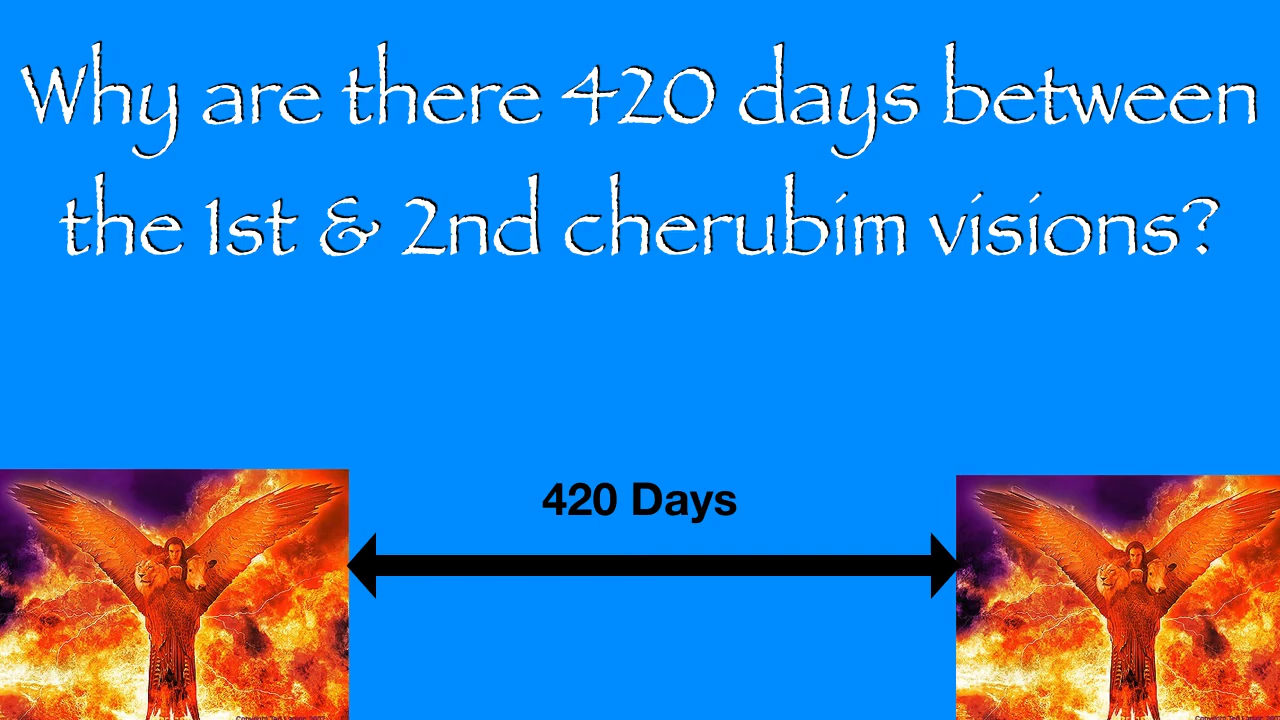 Why are there 420 days between
the 1st & 2nd cherubim visions?
420 Days